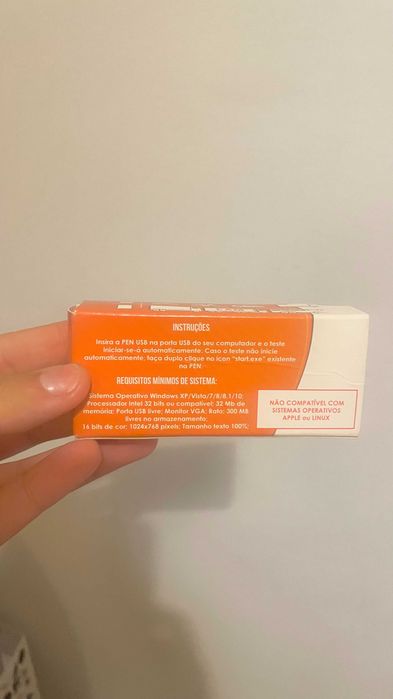 INSTRUÇÕES
Insira a PEN USB na porta USB do seu computador e o teste
iniciar-se-á automaticamente. Caso o teste não inicie
automaticamente, faça duplo clique no icon "start.exe" existente
na PEN.
REQUISITOS MÍNIMOS DE SISTEMA:
Sistema Operativo Windows XP/Vista/7/8/8.1/10;
Processador Intel 32 bits ou compatível; 32 Mb de
memória; Porta USB livre; Monitor VGA; Rato; 300 MB
livres no armazenamento;
16 bits de cor; 1024x768 pixels; Tamanho texto 100%;
NÃO COMPATÍVEL COM
SISTEMAS OPERATIVOS
APPLE ou LINUX